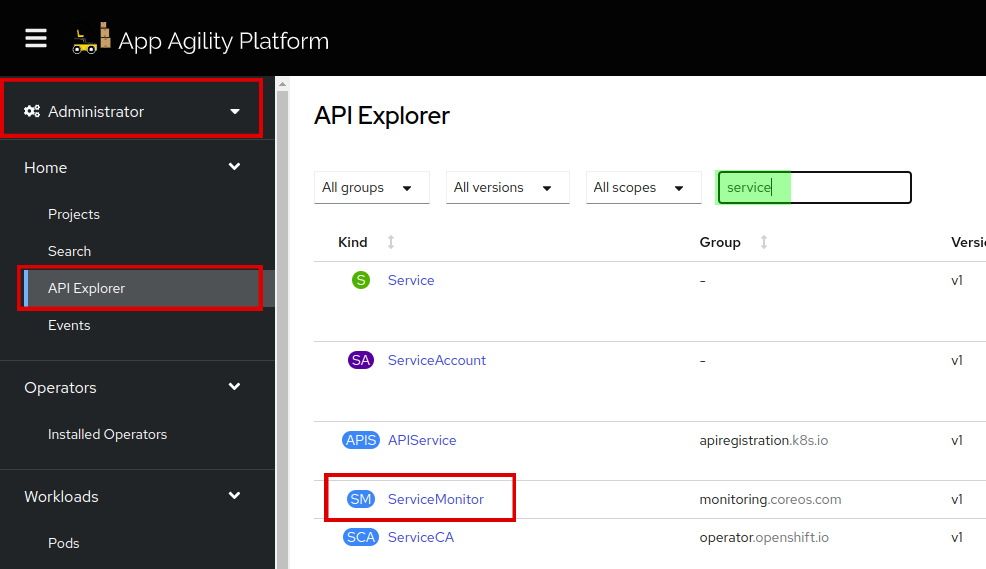 App Agility Platform
Administrator
Home
Projects
Search
API Explorer
Events
Operators
Installed Operators
Workloads
Pods
API Explorer
All groups All versions All scopes service
Kind Group Versi
S Service - v1
SA ServiceAccount - v1
APIS APIService apiregistration.k8s.io v1
SM ServiceMonitor monitoring.coreos.com v1
SCA ServiceCA operator.openshift.io v1